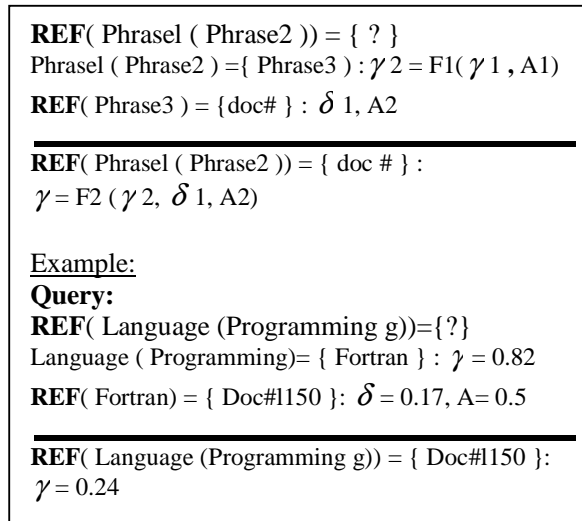 REF( Phrasel ( Phrase2 )) = { ? }
Phrasel ( Phrase2 ) ={ Phrase3 } : γ 2 = F1( γ 1 , A1)
REF( Phrase3 ) = {doc# } : δ 1, A2
REF( Phrasel ( Phrase2 )) = { doc # } :
γ = F2 ( γ 2, δ 1, A2)
Example:
Query:
REF( Language (Programming g))={?}
Language ( Programming)= { Fortran } : γ = 0.82
REF( Fortran) = { Doc#l150 }: δ = 0.17, A= 0.5
REF( Language (Programming g)) = { Doc#l150 }:
γ = 0.24